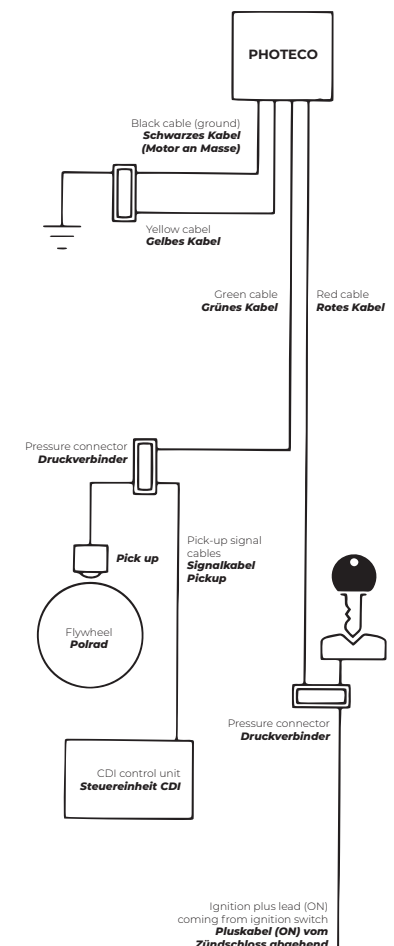 PHOTECO
Black cable (ground)
Schwarzes Kabel
(Motor an Masse)
Yellow cabel
Gelbes Kabel
Green cable
Grünes Kabel
Red cable
Rotes Kabel
Pressure connector
Druckverbinder
Pick up
Pick-up signal
cables
Signalkabel
Pickup
Flywheel
Polrad
Pressure connector
Druckverbinder
CDI control unit
Steuereinheit CDI
Ignition plus lead (ON)
coming from ignition switch
Pluskabel (ON) vom
Zündschloss abgehend